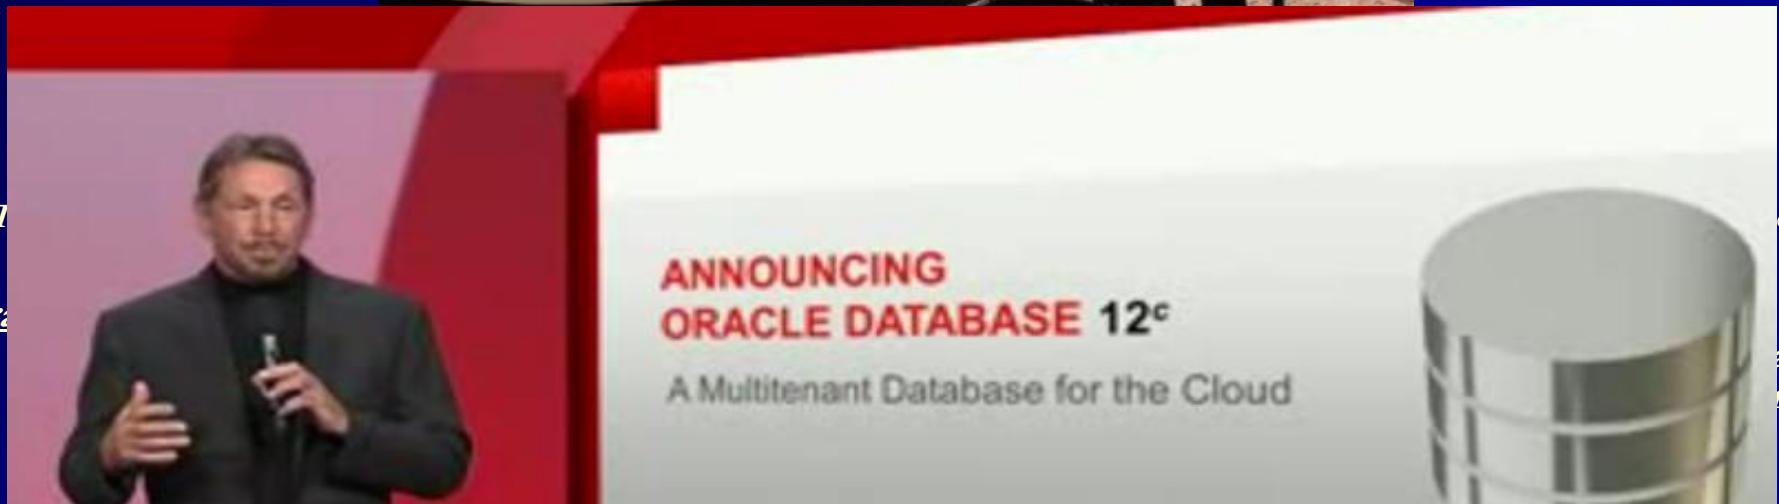 ANNOUNCING
ORACLE DATABASE 12c
A Multitenant Database for the Cloud